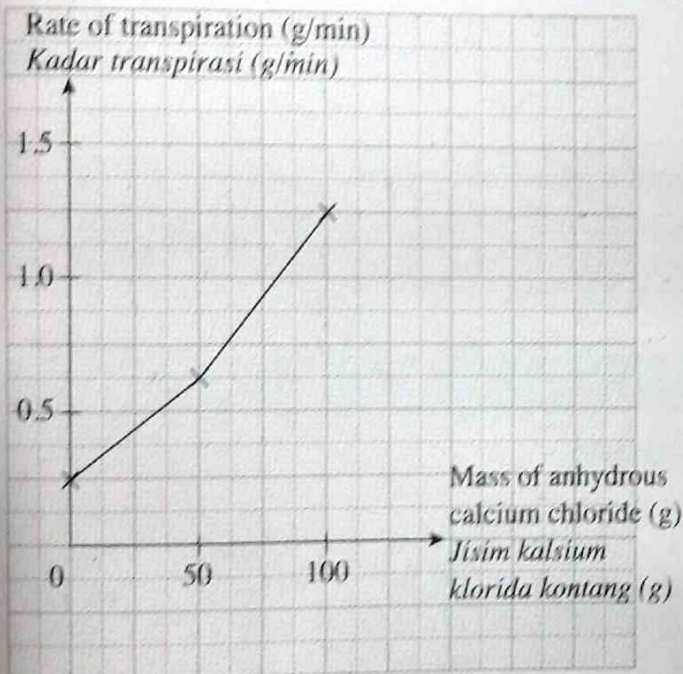 Rate of transpiration (g/min)
Kadar transpirasi (g/min)
1.5
1.0
0.5
0
50
100
Mass of anhydrous
calcium chloride (g)
Jisim kalsium
klorida kontang (g)